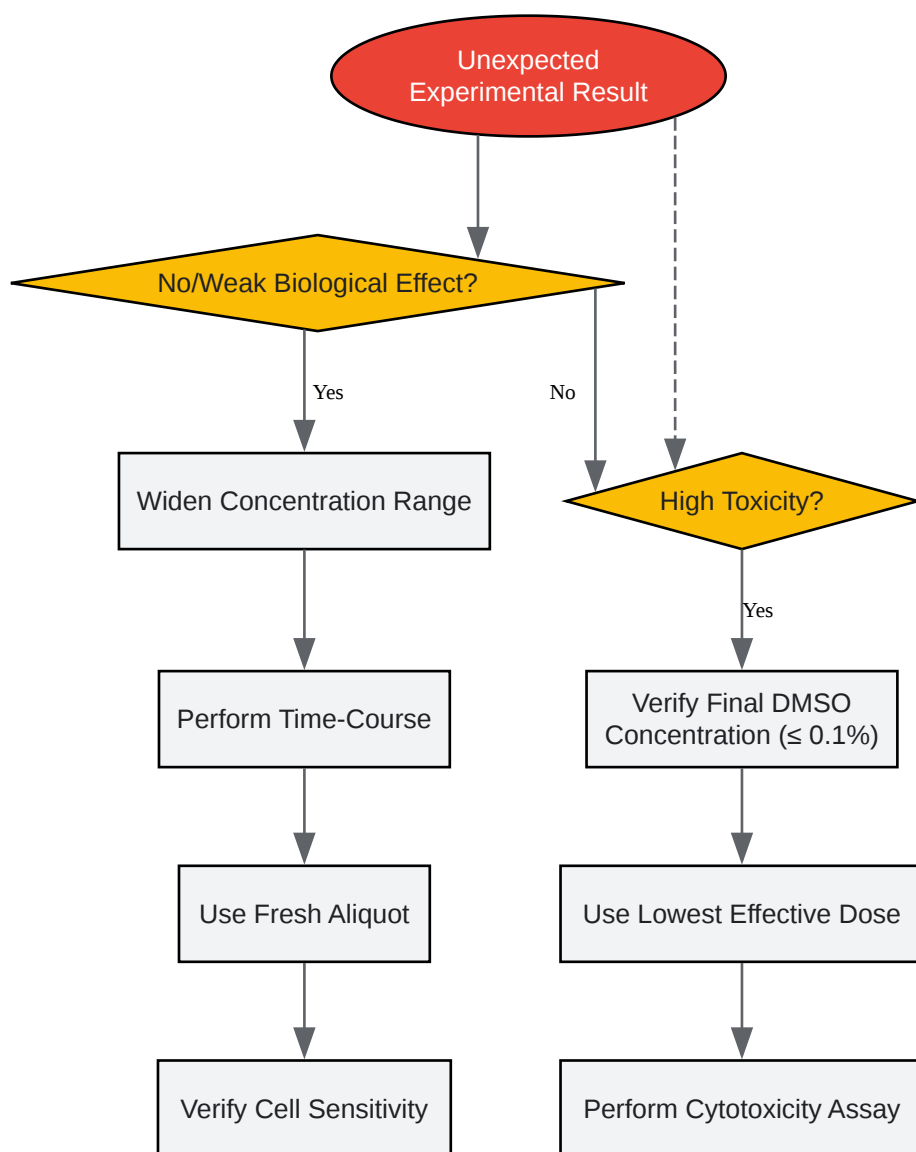 Unexpected
Experimental Result
No/Weak Biological Effect?
Yes
No
Widen Concentration Range
High Toxicity?
Yes
Perform Time-Course
Verify Final DMSO
Concentration (≤ 0.1%)
Use Fresh Aliquot
Use Lowest Effective Dose
Verify Cell Sensitivity
Perform Cytotoxicity Assay